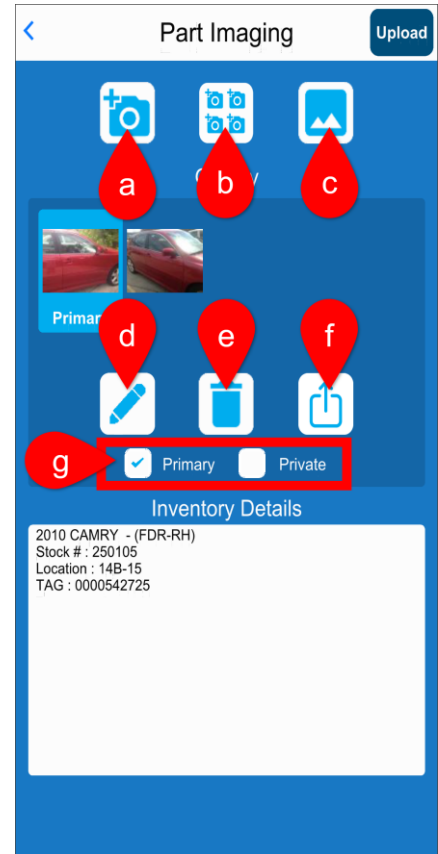 Part Imaging
Upload
a
b
c
Primar
d
e
f
g
Primary
Private
Inventory Details
2010 CAMRY - (FDR-RH)
Stock # : 250105
Location : 14B-15
TAG : 0000542725